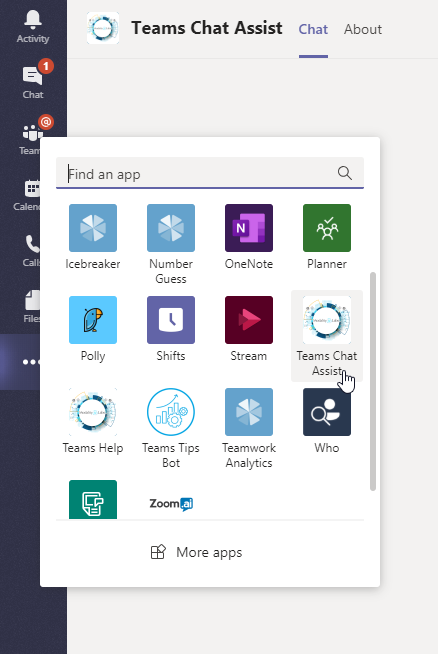 Activity
Teams Chat Assist
Chat
About
1
Chat
@
Team
Find an app
Calen
Calls
Files
Icebreaker
Number
Guess
N
OneNote
Planner
Polly
Shifts
Stream
Teams Chat
Assist
Teams Help
Teams Tips
Bot
Teamwork
Analytics
Who
Zoom.ai
More apps